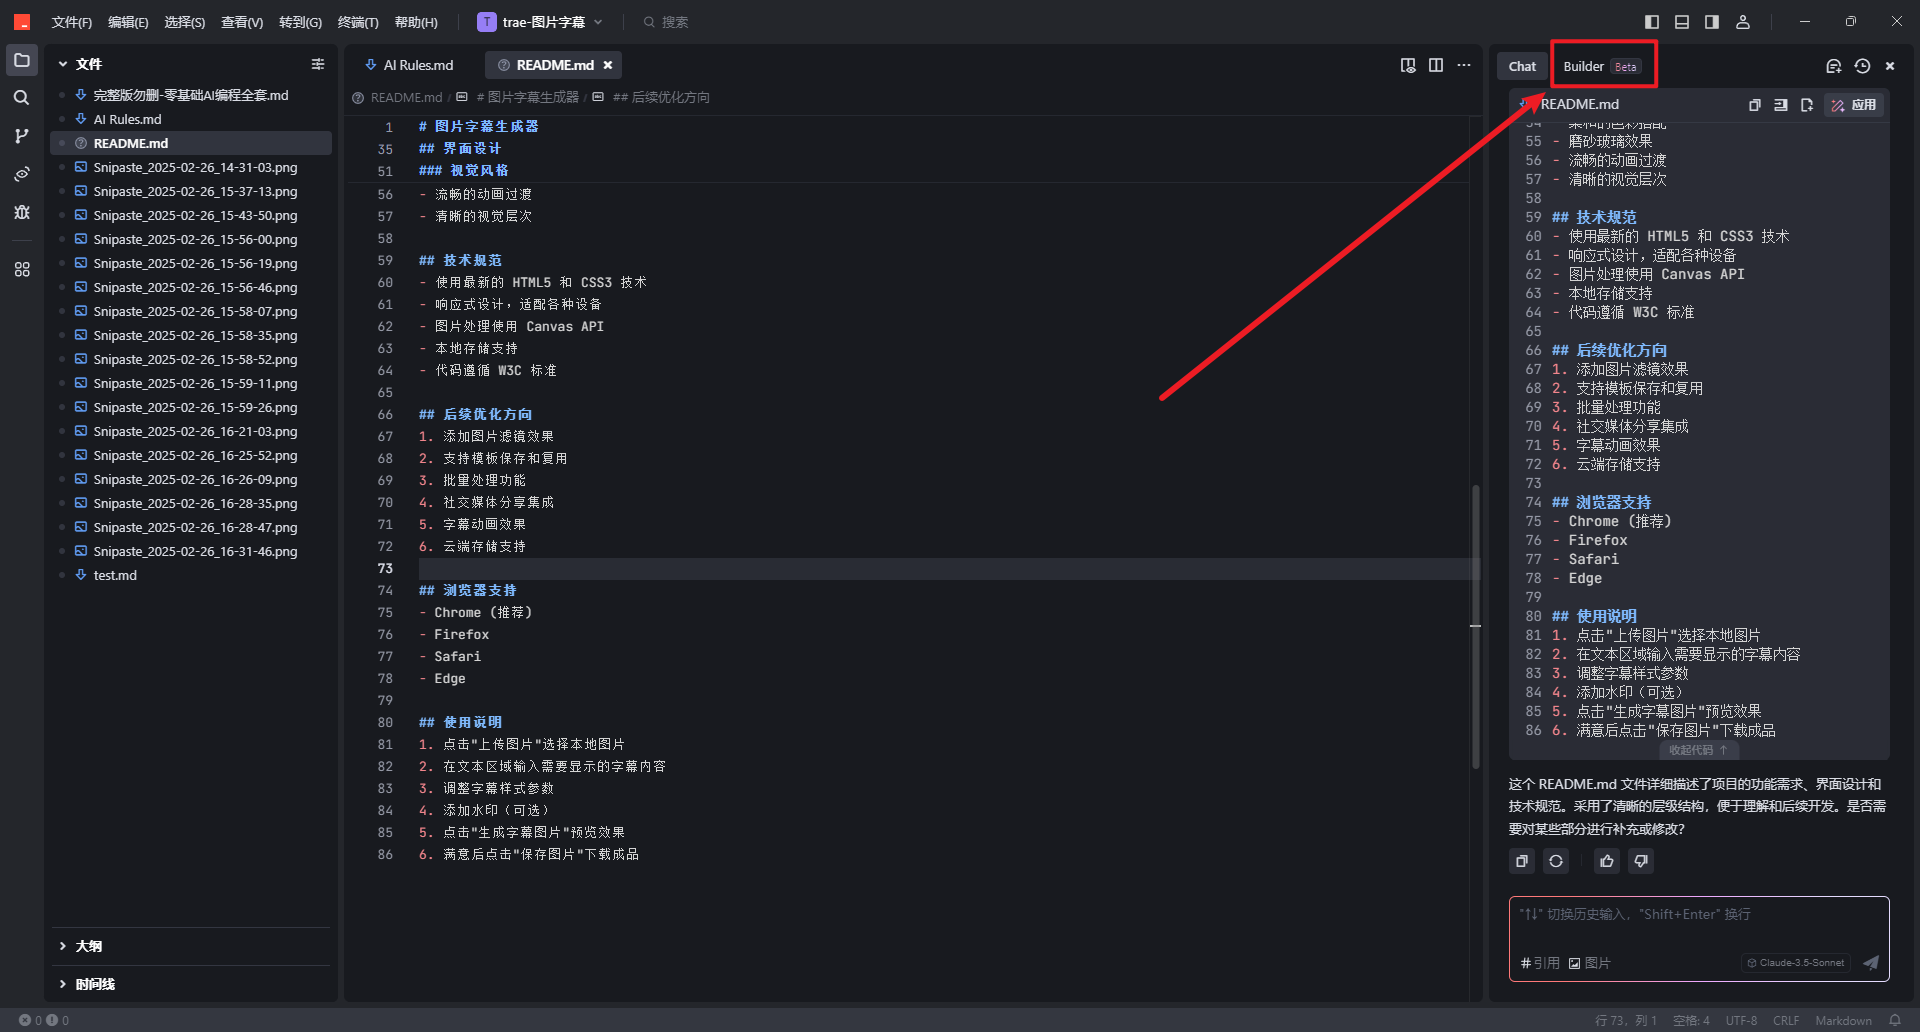 文件(F) 编辑(E) 选择(S) 查看(V) 转到(G) 终端(T) 帮助(H) T trae-图片字幕 搜索
文件
完整版勿删-零基础AI编程全套.md
AI Rules.md
README.md
Snipaste_2025-02-26_14-31-03.png
Snipaste_2025-02-26_15-37-13.png
Snipaste_2025-02-26_15-43-50.png
Snipaste_2025-02-26_15-56-00.png
Snipaste_2025-02-26_15-56-19.png
Snipaste_2025-02-26_15-56-46.png
Snipaste_2025-02-26_15-58-07.png
Snipaste_2025-02-26_15-58-35.png
Snipaste_2025-02-26_15-58-52.png
Snipaste_2025-02-26_15-59-11.png
Snipaste_2025-02-26_15-59-26.png
Snipaste_2025-02-26_16-21-03.png
Snipaste_2025-02-26_16-25-52.png
Snipaste_2025-02-26_16-26-09.png
Snipaste_2025-02-26_16-28-35.png
Snipaste_2025-02-26_16-28-47.png
Snipaste_2025-02-26_16-31-46.png
test.md
大纲
时间线
AI Rules.md README.md
README.md / # 图片字幕生成器 / ## 后续优化方向
1 # 图片字幕生成器
35 ## 界面设计
51 ### 视觉风格
56 - 流畅的动画过渡
57 - 清晰的视觉层次
58
59 ## 技术规范
60 - 使用最新的 HTML5 和 CSS3 技术
61 - 响应式设计，适配各种设备
62 - 图片处理使用 Canvas API
63 - 本地存储支持
64 - 代码遵循 W3C 标准
65
66 ## 后续优化方向
67 1. 添加图片滤镜效果
68 2. 支持模板保存和复用
69 3. 批量处理功能
70 4. 社交媒体分享集成
71 5. 字幕动画效果
72 6. 云端存储支持
73
74 ## 浏览器支持
75 - Chrome (推荐)
76 - Firefox
77 - Safari
78 - Edge
79
80 ## 使用说明
81 1. 点击"上传图片"选择本地图片
82 2. 在文本区域输入需要显示的字幕内容
83 3. 调整字幕样式参数
84 4. 添加水印（可选）
85 5. 点击"生成字幕图片"预览效果
86 6. 满意后点击"保存图片"下载成品
Chat Builder Beta
README.md 应用
54 - 柔和的色彩搭配
55 - 磨砂玻璃效果
56 - 流畅的动画过渡
57 - 清晰的视觉层次
58
59 ## 技术规范
60 - 使用最新的 HTML5 和 CSS3 技术
61 - 响应式设计，适配各种设备
62 - 图片处理使用 Canvas API
63 - 本地存储支持
64 - 代码遵循 W3C 标准
65
66 ## 后续优化方向
67 1. 添加图片滤镜效果
68 2. 支持模板保存和复用
69 3. 批量处理功能
70 4. 社交媒体分享集成
71 5. 字幕动画效果
72 6. 云端存储支持
73
74 ## 浏览器支持
75 - Chrome (推荐)
76 - Firefox
77 - Safari
78 - Edge
79
80 ## 使用说明
81 1. 点击"上传图片"选择本地图片
82 2. 在文本区域输入需要显示的字幕内容
83 3. 调整字幕样式参数
84 4. 添加水印（可选）
85 5. 点击"生成字幕图片"预览效果
86 6. 满意后点击"保存图片"下载成品
收起代码 ↑
这个 README.md 文件详细描述了项目的功能需求、界面设计和
技术规范。采用了清晰的层级结构，便于理解和后续开发。是否需
要对某些部分进行补充或修改？
"↑↓" 切换历史输入，"Shift+Enter" 换行
# 引用 图片 Claude-3.5-Sonnet
0 0 行 73，列 1 空格: 4 UTF-8 CRLF Markdown